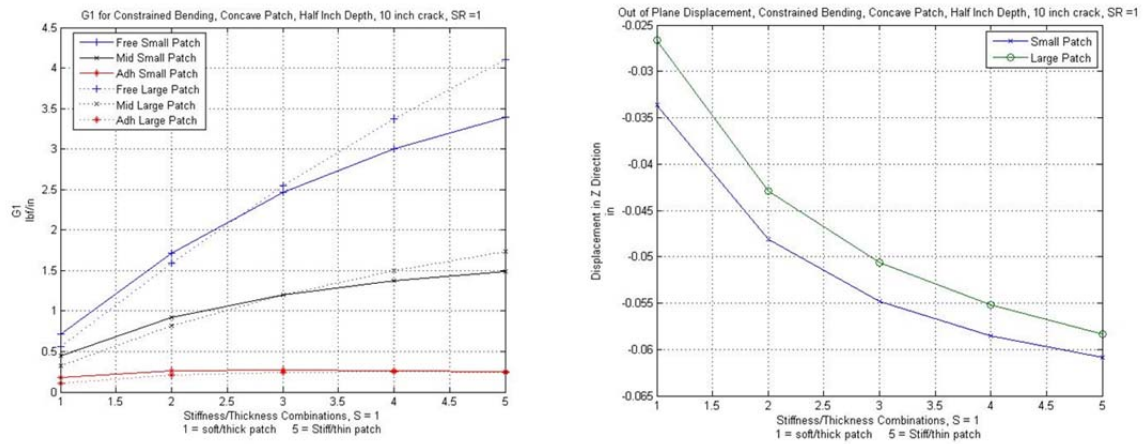 G1 for Constrained Bending, Concave Patch, Half Inch Depth, 10 inch crack, SR =1
4.5
4
3.5
3
2.5
2
1.5
1
0.5
0
G1
lbf/in
Free Small Patch
Mid Small Patch
Adh Small Patch
Free Large Patch
Mid Large Patch
Adh Large Patch
1
1.5
2
2.5
3
3.5
4
4.5
5
Stiffness/Thickness Combinations, S = 1
1 = soft/thick patch 5 = Stiff/thin patch
Out of Plane Displacement, Constrained Bending, Concave Patch, Half Inch Depth, 10 inch crack, SR =1
-0.025
-0.03
-0.035
-0.04
-0.045
-0.05
-0.055
-0.06
-0.065
Displacement in Z Direction
in
Small Patch
Large Patch
1
1.5
2
2.5
3
3.5
4
4.5
5
Stiffness/Thickness Combinations, S = 1
1 = soft/thick patch 5 = Stiff/thin patch